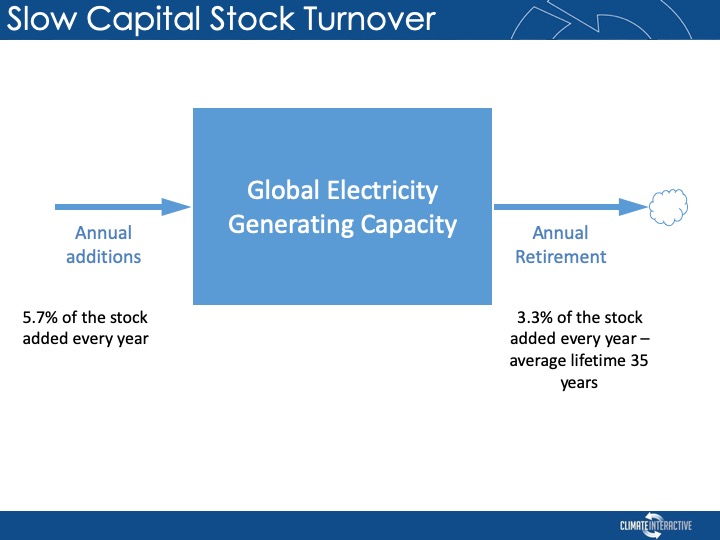 Slow Capital Stock Turnover
Global Electricity
Generating Capacity
Annual
additions
Annual
Retirement
5.7% of the stock
added every year
3.3% of the stock
added every year –
average lifetime 35
years
CLIMATE INTERACTIVE